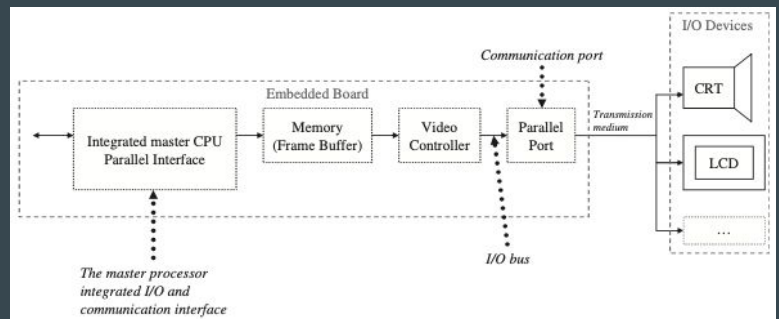 I/O Devices
Communication port
Embedded Board
CRT
Integrated master CPU
Parallel Interface
Memory
(Frame Buffer)
Video
Controller
Parallel
Port
Transmission
medium
LCD
...
I/O bus
The master processor
integrated I/O and
communication interface